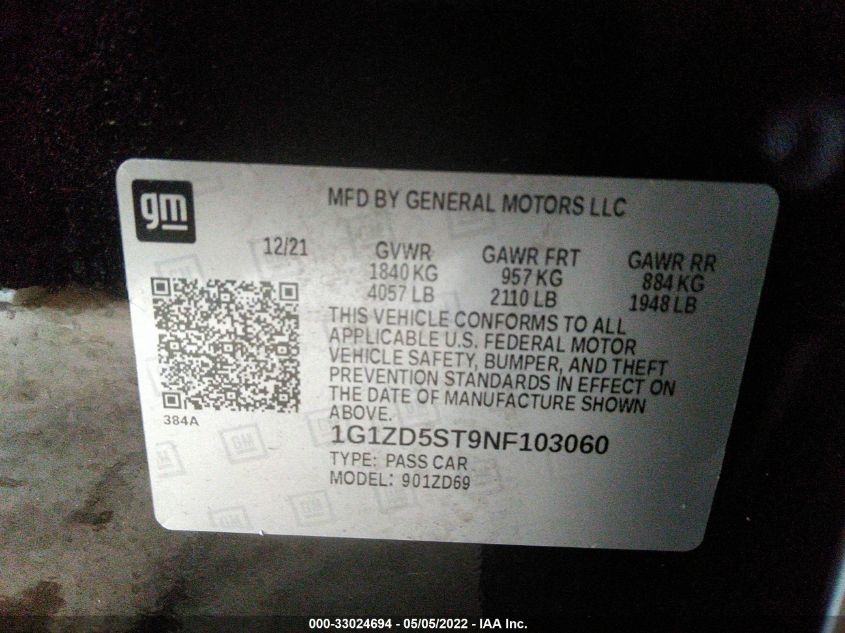 gm
MFD BY GENERAL MOTORS LLC
12/21
GVWR
1840 KG
4057 LB
GAWR FRT
957 KG
2110 LB
GAWR RR
884 KG
1948 LB
THIS VEHICLE CONFORMS TO ALL
APPLICABLE U.S. FEDERAL MOTOR
VEHICLE SAFETY, BUMPER, AND THEFT
PREVENTION STANDARDS IN EFFECT ON
THE DATE OF MANUFACTURE SHOWN
ABOVE.
384A
1G1ZD5ST9NF103060
TYPE: PASS CAR
MODEL: 901ZD69
000-33024694 - 05/05/2022 - IAA Inc.